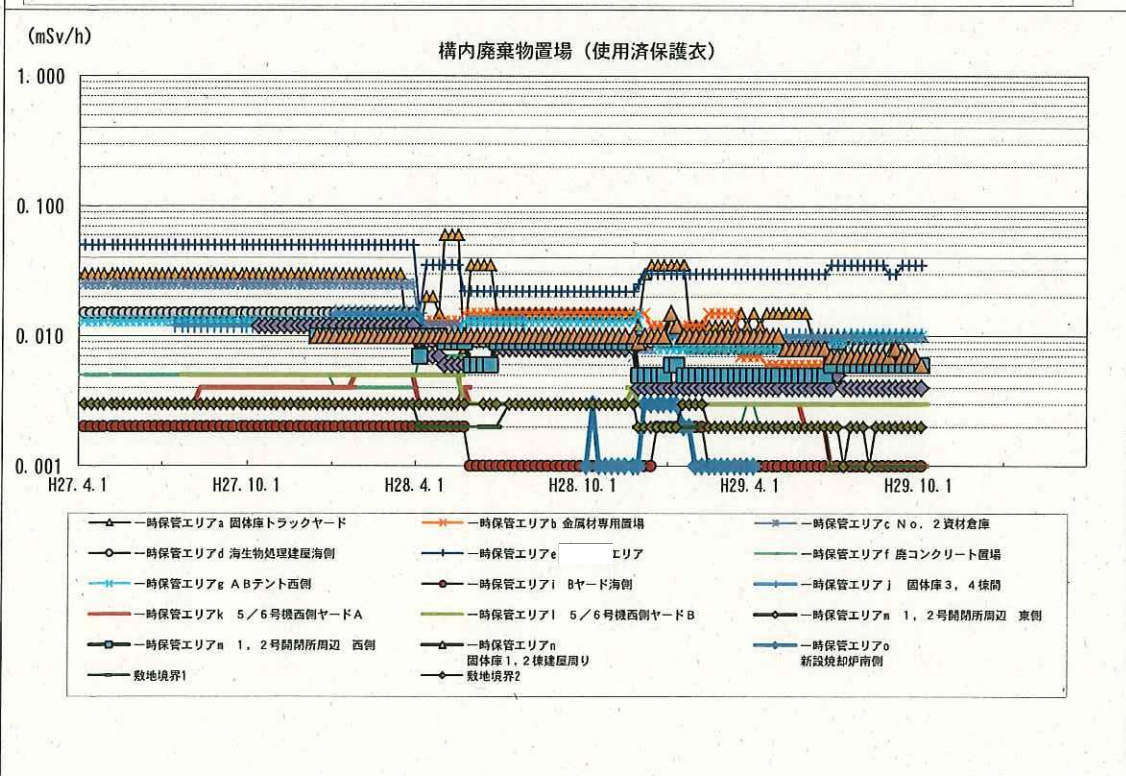 (mSv/h)
構内廃棄物置場（使用済保護衣）
1.000
0.100
0.010
0.001
H27.4.1 H27.10.1 H28.4.1 H28.10.1 H29.4.1 H29.10.1
一時保管エリアa 固体庫トラックヤード
一時保管エリアb 金属材専用置場
一時保管エリアc No．2資材倉庫
一時保管エリアd 海生物処理建屋海側
一時保管エリアe エリア
一時保管エリアf 廃コンクリート置場
一時保管エリアg ABテント西側
一時保管エリアi Bヤード海側
一時保管エリアj 固体庫3，4棟間
一時保管エリアk 5／6号機西側ヤードA
一時保管エリアl 5／6号機西側ヤードB
一時保管エリアm 1，2号開閉所周辺 東側
一時保管エリアm 1，2号開閉所周辺 西側
一時保管エリアn
固体庫1,2棟建屋周り
一時保管エリアo
新設焼却炉南側
敷地境界1
敷地境界2